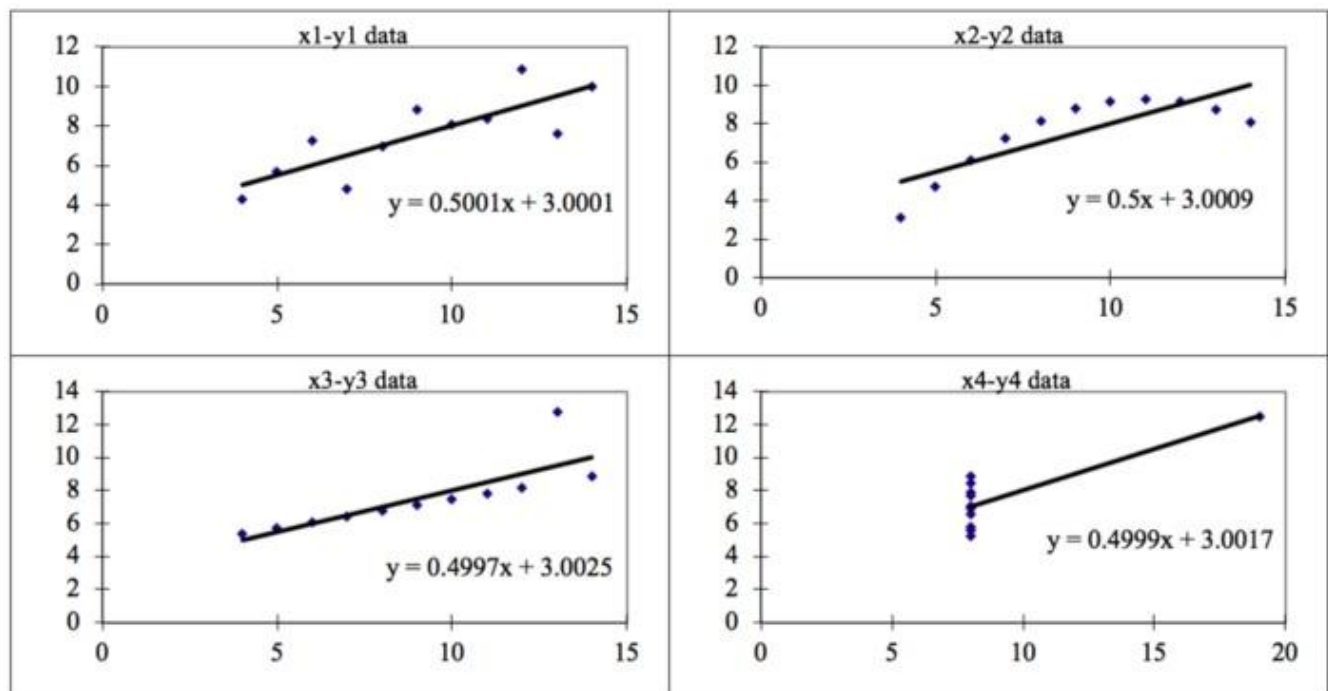 x1-y1 data
12
10
8
6
4
2
0
y = 0.5001x + 3.0001
0 5 10 15
x2-y2 data
12
10
8
6
4
2
0
y = 0.5x + 3.0009
0 5 10 15
x3-y3 data
14
12
10
8
6
4
2
0
y = 0.4997x + 3.0025
0 5 10 15
x4-y4 data
14
12
10
8
6
4
2
0
y = 0.4999x + 3.0017
0 5 10 15 20